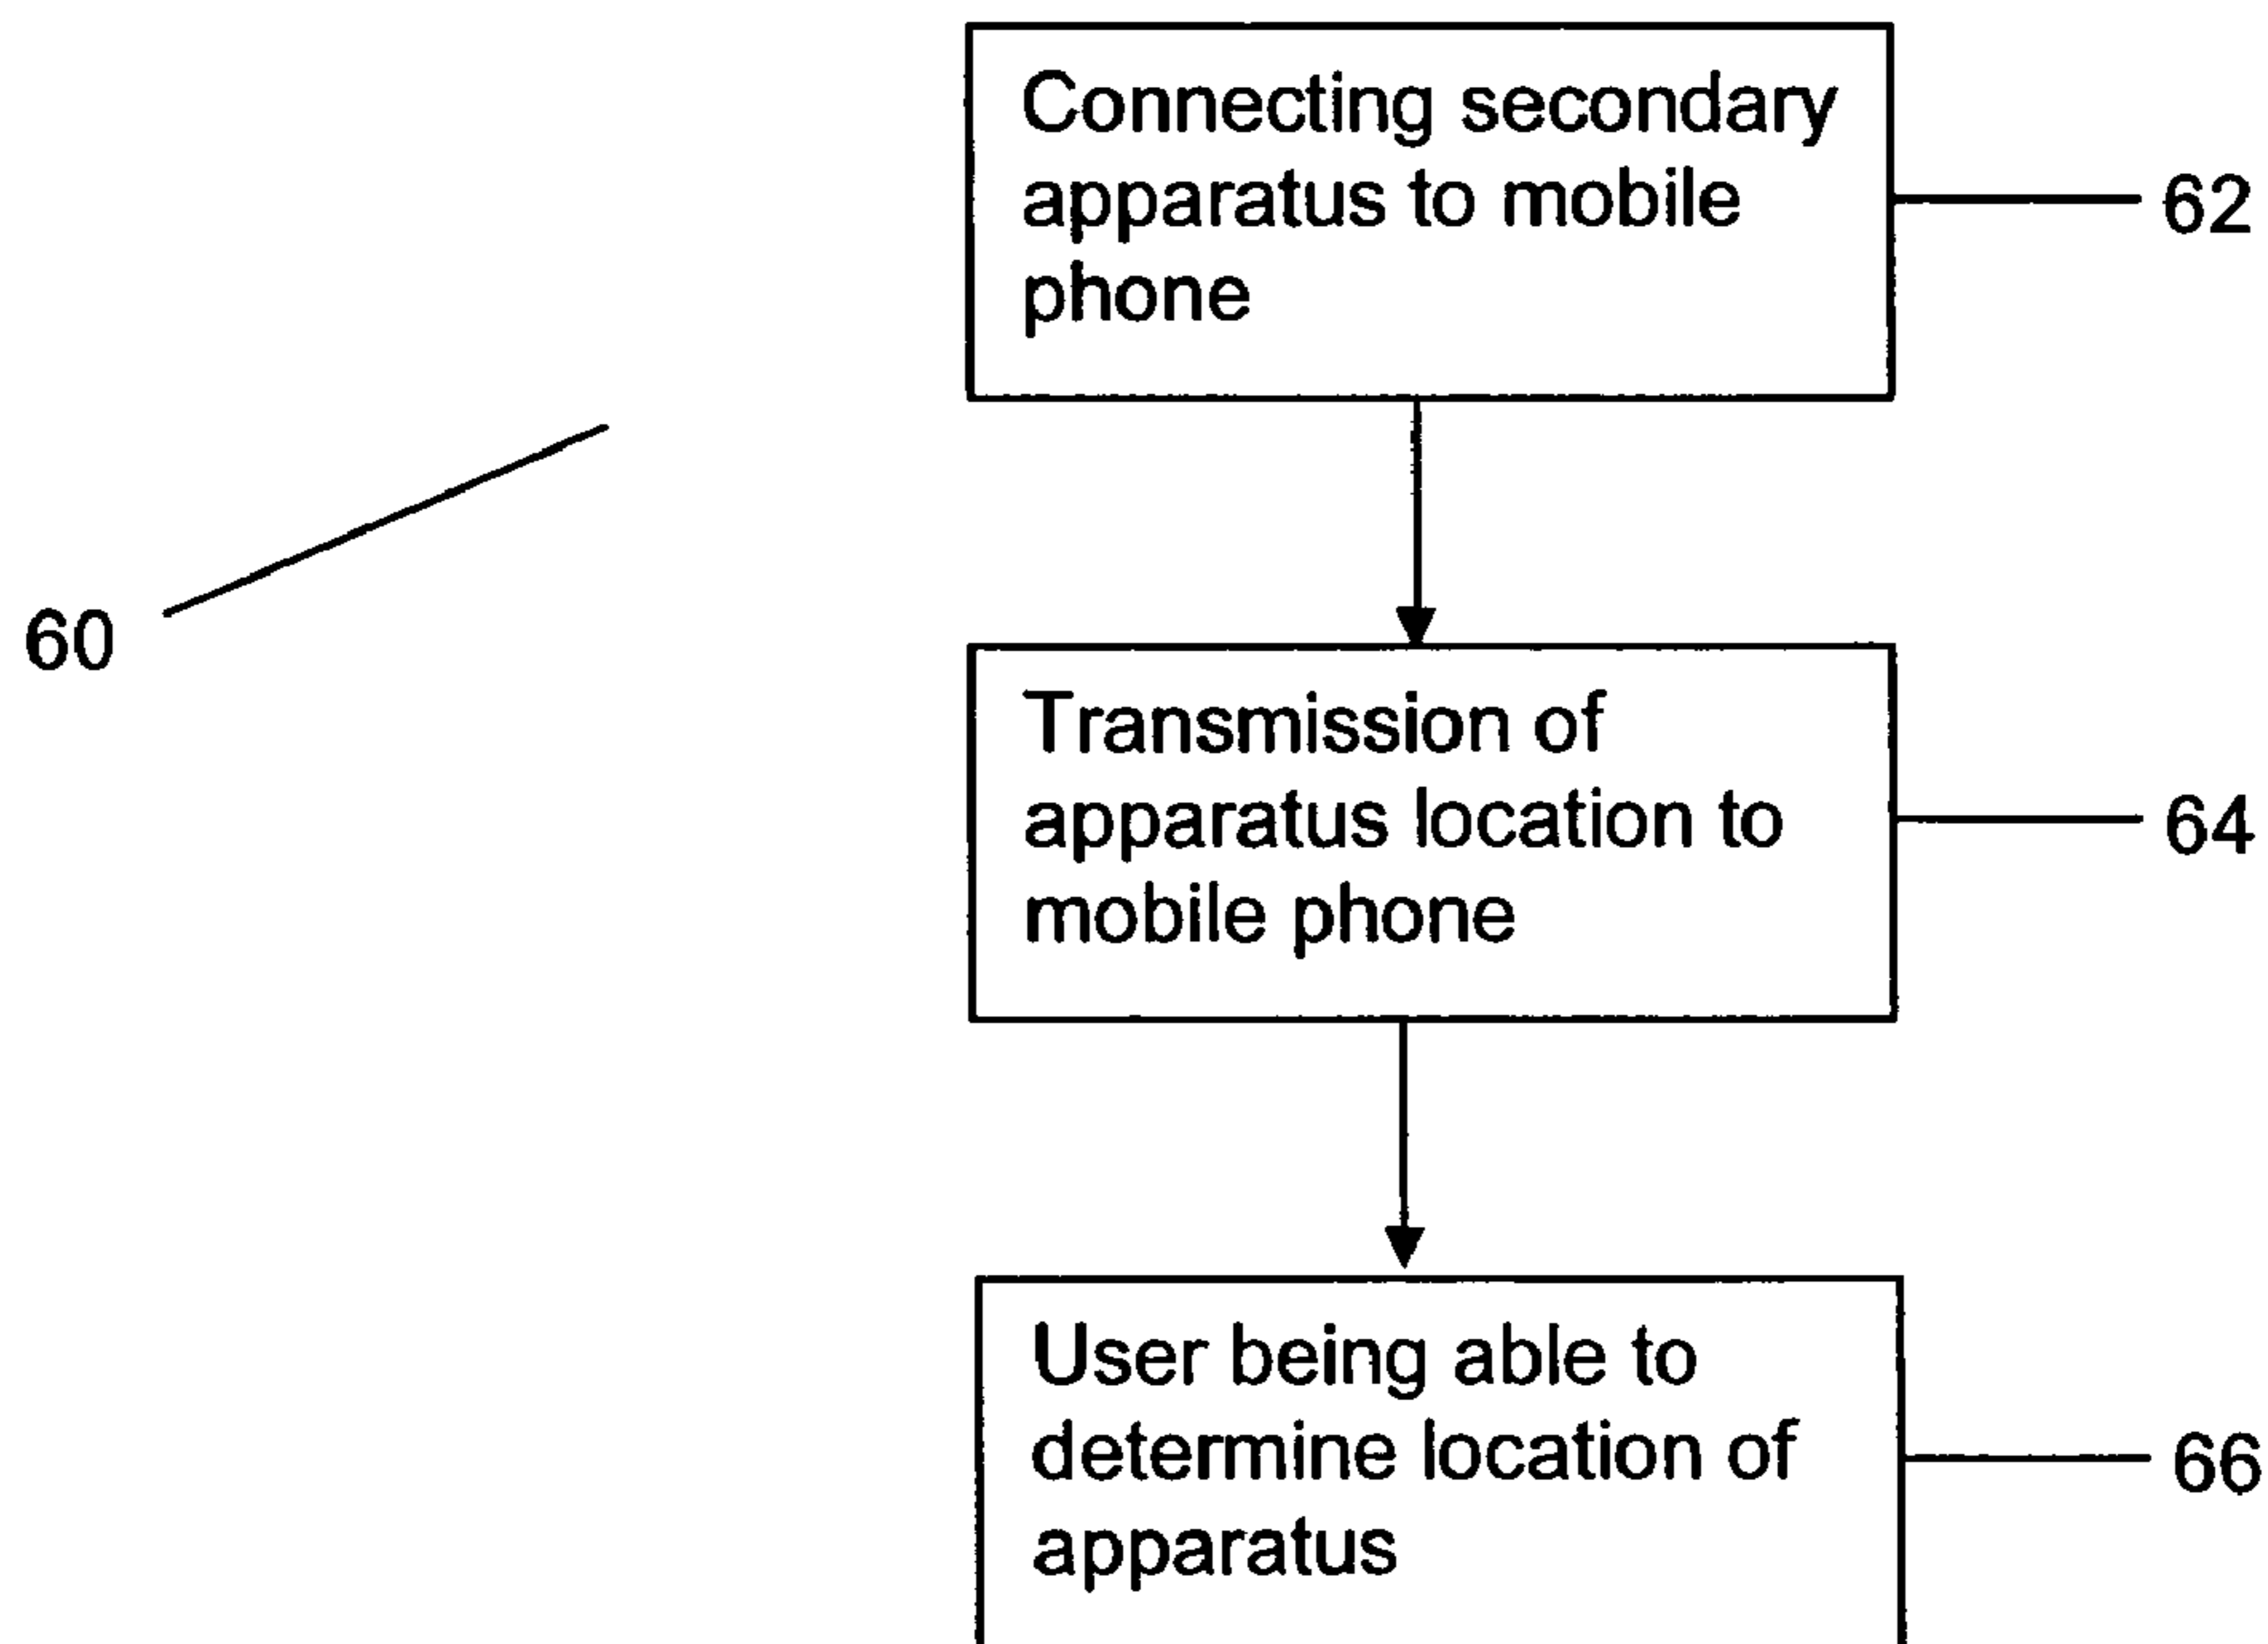 Connecting secondary
apparatus to mobile
phone
62
60
Transmission of
apparatus location to
mobile phone
64
User being able to
determine location of
apparatus
66